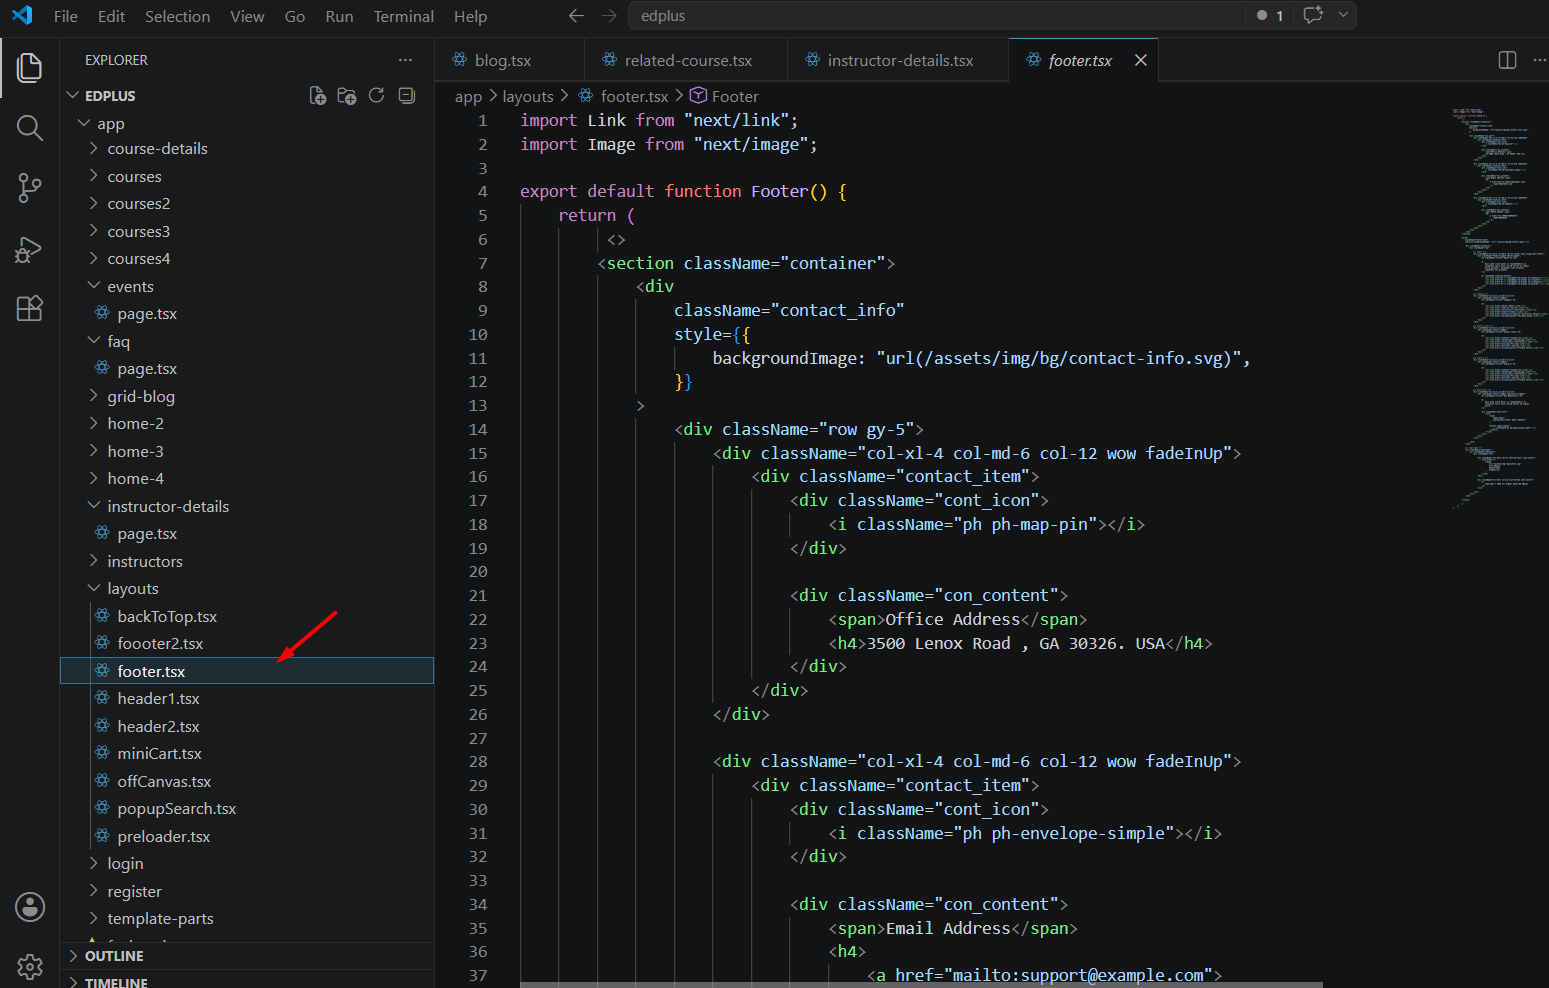 File Edit Selection View Go Run Terminal Help
edplus
1
EXPLORER
blog.tsx
related-course.tsx
instructor-details.tsx
footer.tsx
EDPLUS
app
course-details
courses
courses2
courses3
courses4
events
page.tsx
faq
page.tsx
grid-blog
home-2
home-3
home-4
instructor-details
page.tsx
instructors
layouts
backToTop.tsx
foooter2.tsx
footer.tsx
header1.tsx
header2.tsx
miniCart.tsx
offCanvas.tsx
popupSearch.tsx
preloader.tsx
login
register
template-parts
OUTLINE
TIMELINE
app > layouts > footer.tsx > Footer
1 import Link from "next/link";
2 import Image from "next/image";
3
4 export default function Footer() {
5 return (
6 <>
7 <section className="container">
8 <div
9 className="contact_info"
10 style={{
11 backgroundImage: "url(/assets/img/bg/contact-info.svg)",
12 }}
13 >
14 <div className="row gy-5">
15 <div className="col-xl-4 col-md-6 col-12 wow fadeInUp">
16 <div className="contact_item">
17 <div className="cont_icon">
18 <i className="ph ph-map-pin"></i>
19 </div>
20
21 <div className="con_content">
22 <span>Office Address</span>
23 <h4>3500 Lenox Road , GA 30326. USA</h4>
24 </div>
25 </div>
26 </div>
27
28 <div className="col-xl-4 col-md-6 col-12 wow fadeInUp">
29 <div className="contact_item">
30 <div className="cont_icon">
31 <i className="ph ph-envelope-simple"></i>
32 </div>
33
34 <div className="con_content">
35 <span>Email Address</span>
36 <h4>
37 <a href="mailto:support@example.com">